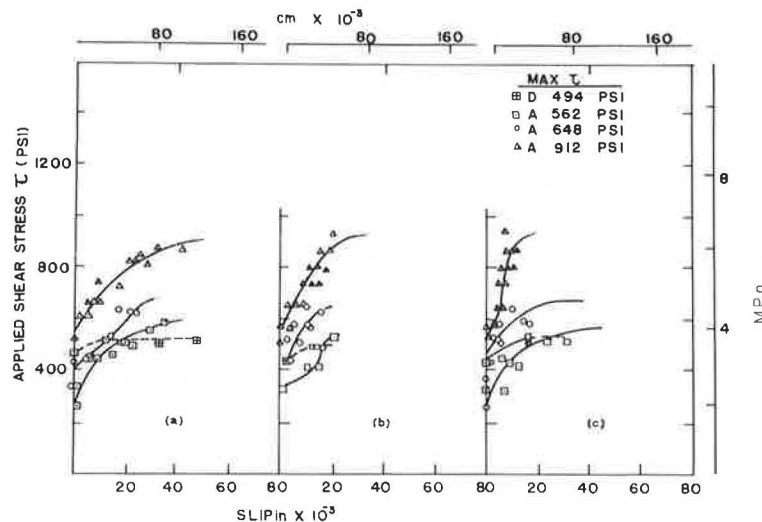 cm X 10⁻³
80 160 80 160 80 160
MAX τ
D 494 PSI
A 562 PSI
A 648 PSI
A 912 PSI
APPLIED SHEAR STRESS τ (PSI)
1200
800
400
8
4
MPa
(a) (b) (c)
0 20 40 60 80 20 40 60 80 20 40 60 80
SLIP in X 10⁻³